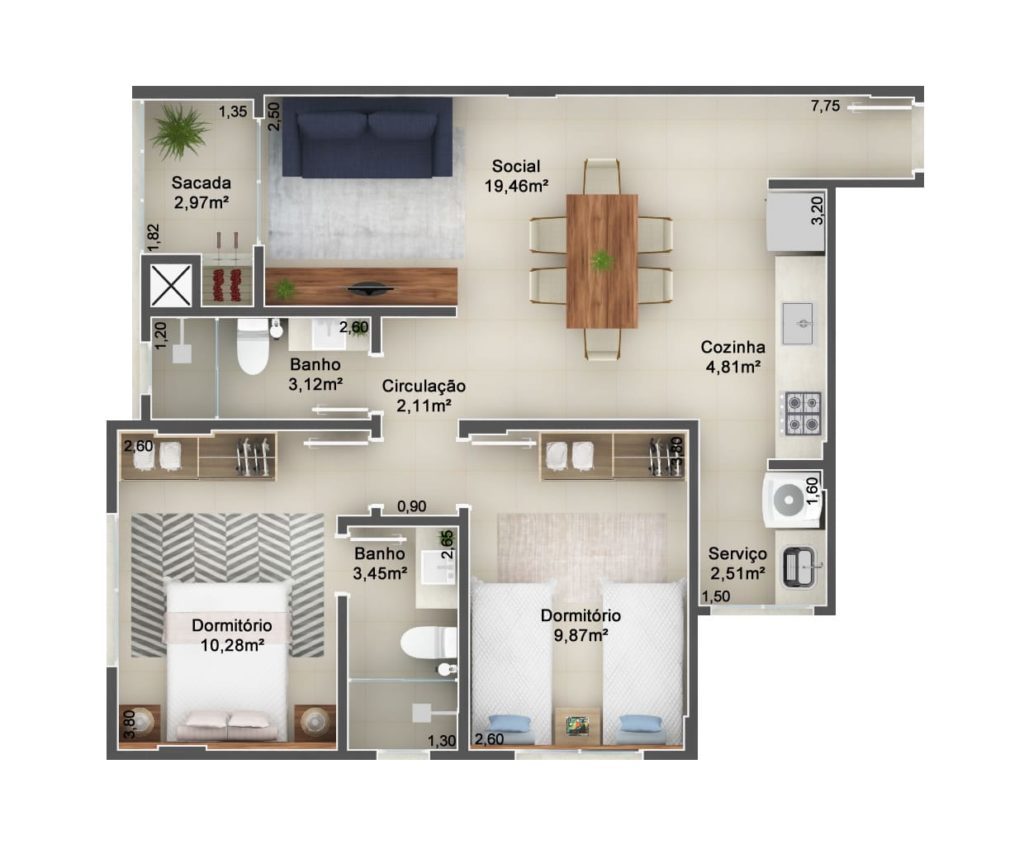 1,35
2,50
7,75
Sacada
2,97m²
Social
19,46m²
3,20
1,82
1,20
2,60
Banho
3,12m²
Circulação
2,11m²
Cozinha
4,81m²
2,60
3,80
0,90
1,60
Banho
3,45m²
2,65
Serviço
2,51m²
1,50
Dormitório
10,28m²
Dormitório
9,87m²
3,80
1,30
2,60